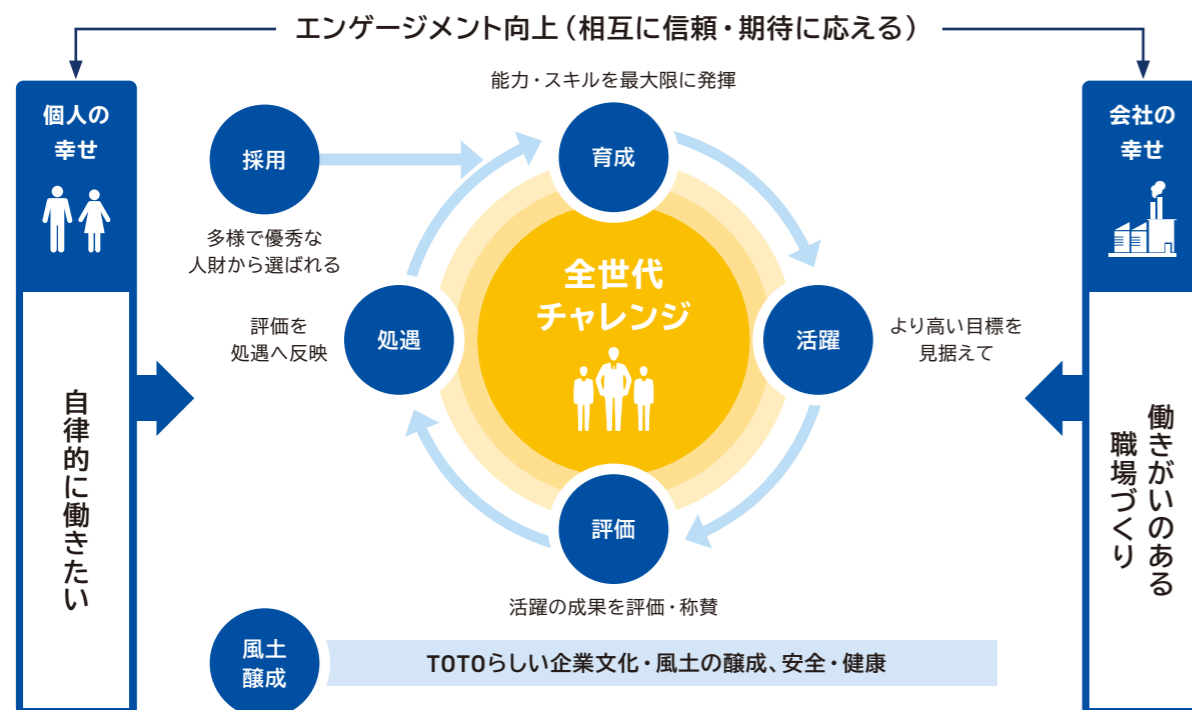 エンゲージメント向上（相互に信頼・期待に応える）
個人の
幸せ
自律的に働きたい
採用
多様で優秀な
人財から選ばれる
能力・スキルを最大限に発揮
育成
全世代
チャレンジ
活躍
より高い目標を
見据えて
評価
活躍の成果を評価・称賛
処遇
評価を
処遇へ反映
会社の
幸せ
働きがいのある
職場づくり
風土
醸成
TOTOらしい企業文化・風土の醸成、安全・健康